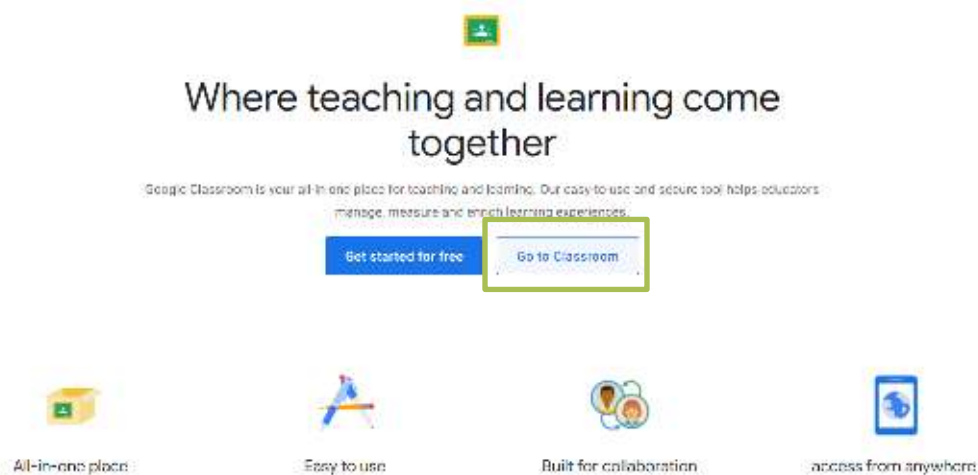 Where teaching and learning come
together
Google Classroom is your all-in-one place for teaching and learning. Our easy-to-use and secure tool helps educators
manage, measure and enrich learning experiences.
Get started for free Go to Classroom
All-in-one place Easy to use Built for collaboration access from anywhere